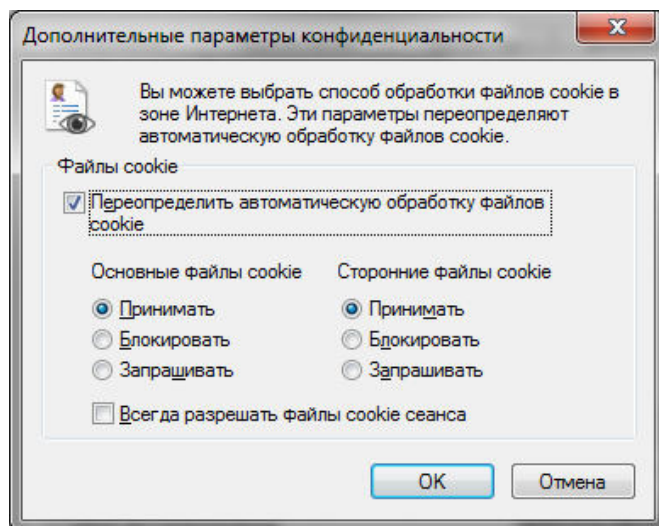 Дополнительные параметры конфиденциальности
Вы можете выбрать способ обработки файлов cookie в
зоне Интернета. Эти параметры переопределяют
автоматическую обработку файлов cookie.
Файлы cookie
Переопределить автоматическую обработку файлов
cookie
Основные файлы cookie Сторонние файлы cookie
Принимать Принимать
Блокировать Блокировать
Запрашивать Запрашивать
Всегда разрешать файлы cookie сеанса
OK Отмена